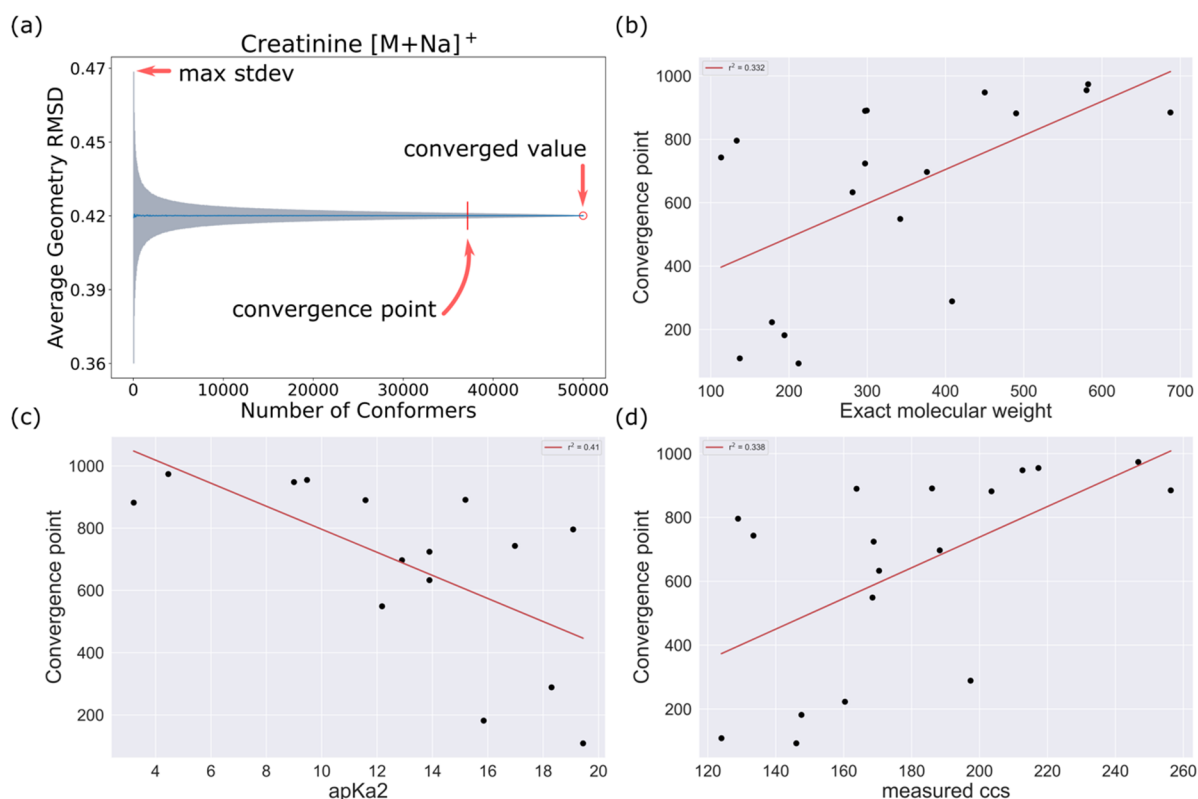 (a)
Creatinine [M+Na]⁺
max stdev
converged value
convergence point
Average Geometry RMSD
0.47
0.45
0.42
0.39
0.36
0 10000 20000 30000 40000 50000
Number of Conformers
(b)
r² = 0.332
Convergence point
1000
800
600
400
200
100 200 300 400 500 600 700
Exact molecular weight
(c)
r² = 0.41
Convergence point
1000
800
600
400
200
4 6 8 10 12 14 16 18 20
apKa2
(d)
r² = 0.338
Convergence point
1000
800
600
400
200
120 140 160 180 200 220 240 260
measured ccs